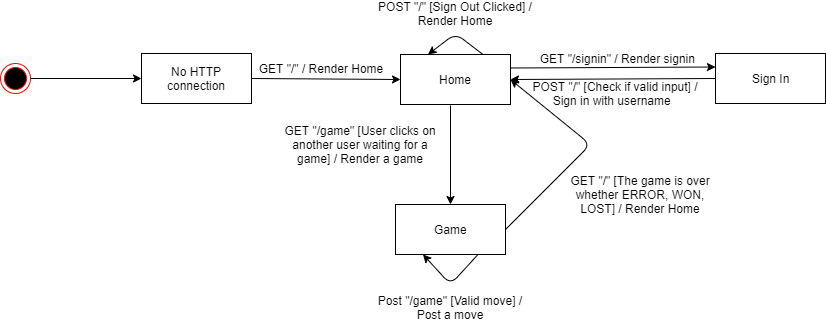 POST "/" [Sign Out Clicked] /
Render Home
No HTTP
connection
GET "/" / Render Home
Home
GET "/signin" / Render signin
POST "/" [Check if valid input] /
Sign in with username
Sign In
GET "/game" [User clicks on
another user waiting for a
game] / Render a game
GET "/" [The game is over
whether ERROR, WON,
LOST] / Render Home
Game
Post "/game" [Valid move] /
Post a move